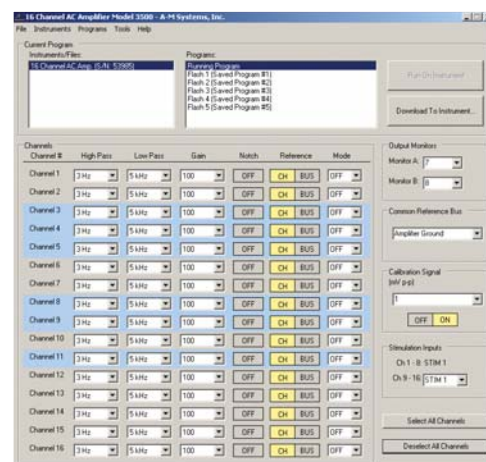 16 Channel AC Amplifier Model 3500 - A-M Systems, Inc.
File Instruments Programs Tools Help
Current Program
Instruments/Files: Programs:
16 Channel AC Amp. (S/N: 53985) Running Program
Flash 1 (Saved Program #1)
Flash 2 (Saved Program #2)
Flash 3 (Saved Program #3)
Flash 4 (Saved Program #4)
Flash 5 (Saved Program #5)
Run On Instrument
Download To Instrument...
Channels
Channel # High Pass Low Pass Gain Notch Reference Mode
Channel 1 3 Hz 5 kHz 100 OFF CH BUS OFF
Channel 2 3 Hz 5 kHz 100 OFF CH BUS OFF
Channel 3 3 Hz 5 kHz 100 OFF CH BUS OFF
Channel 4 3 Hz 5 kHz 100 OFF CH BUS OFF
Channel 5 3 Hz 5 kHz 100 OFF CH BUS OFF
Channel 6 3 Hz 5 kHz 100 OFF CH BUS OFF
Channel 7 3 Hz 5 kHz 100 OFF CH BUS OFF
Channel 8 3 Hz 5 kHz 100 OFF CH BUS OFF
Channel 9 3 Hz 5 kHz 100 OFF CH BUS OFF
Channel 10 3 Hz 5 kHz 100 OFF CH BUS OFF
Channel 11 3 Hz 5 kHz 100 OFF CH BUS OFF
Channel 12 3 Hz 5 kHz 100 OFF CH BUS OFF
Channel 13 3 Hz 5 kHz 100 OFF CH BUS OFF
Channel 14 3 Hz 5 kHz 100 OFF CH BUS OFF
Channel 15 3 Hz 5 kHz 100 OFF CH BUS OFF
Channel 16 3 Hz 5 kHz 100 OFF CH BUS OFF
Output Monitors
Monitor A: 7
Monitor B: 8
Common Reference Bus
Amplifier Ground
Calibration Signal
(mV p-p)
1
OFF ON
Stimulation Inputs
Ch 1 - 8: STIM 1
Ch 9 - 16: STIM 1
Select All Channels
Deselect All Channels